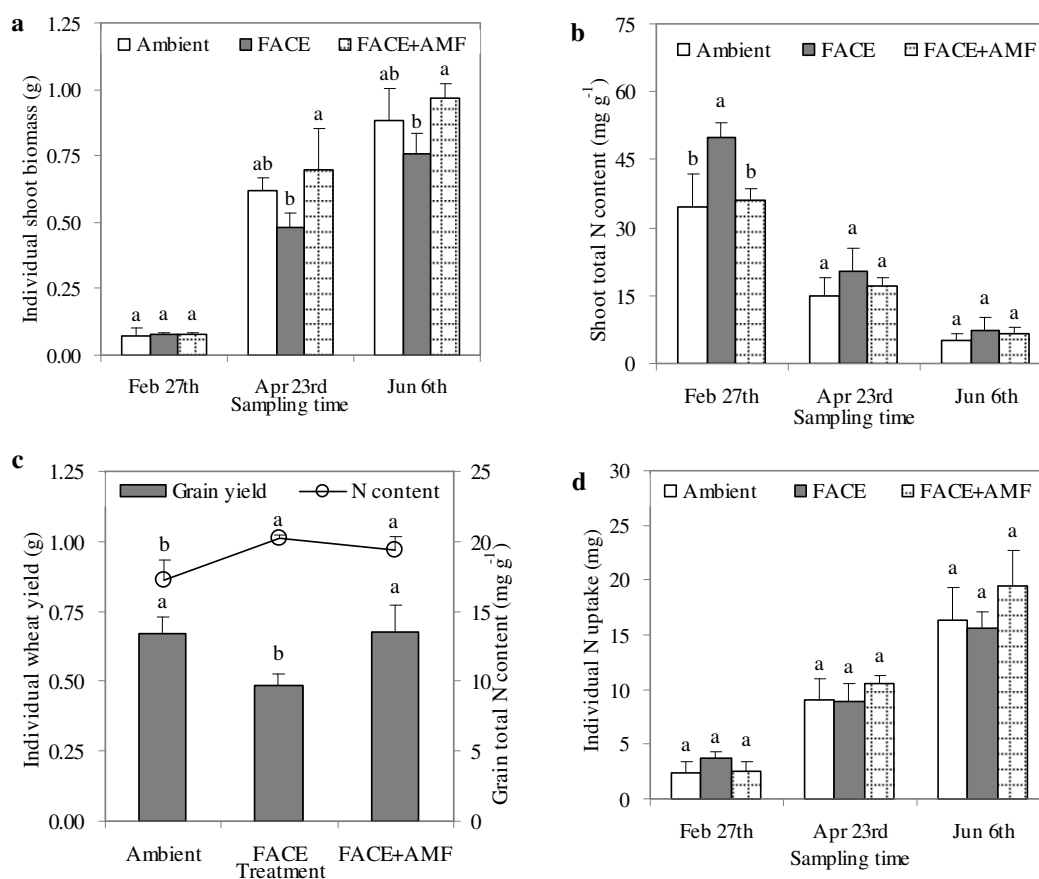 a
Individual shoot biomass (g)
1.25
1.00
0.75
0.50
0.25
0.00
Ambient FACE FACE+AMF
a a a
ab b a
ab b a
Feb 27th Apr 23rd Jun 6th
Sampling time
b
Shoot total N content (mg g-1)
75
60
45
30
15
0
Ambient FACE FACE+AMF
b a b
a a a
a a a
Feb 27th Apr 23rd Jun 6th
Sampling time
c
Individual wheat yield (g)
1.25
1.00
0.75
0.50
0.25
0.00
Grain yield N content
b a a
a b a
25
20
15
10
5
0
Grain total N content (mg g-1)
Ambient FACE FACE+AMF
Treatment
d
Individual N uptake (mg)
30
25
20
15
10
5
0
Ambient FACE FACE+AMF
a a a
a a a
a a a
Feb 27th Apr 23rd Jun 6th
Sampling time